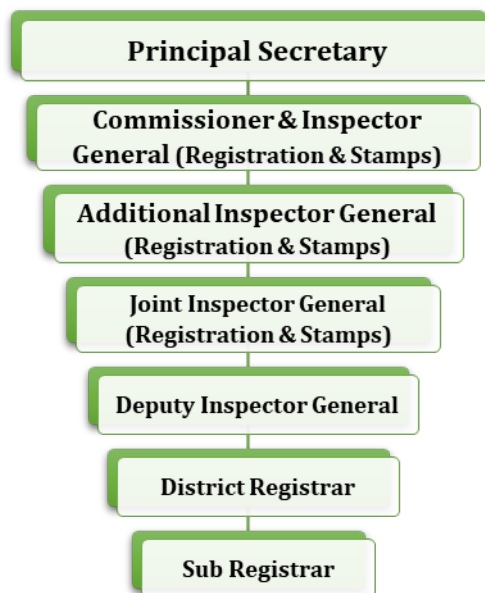 Principal Secretary
Commissioner & Inspector
General (Registration & Stamps)
Additional Inspector General
(Registration & Stamps)
Joint Inspector General
(Registration & Stamps)
Deputy Inspector General
District Registrar
Sub Registrar